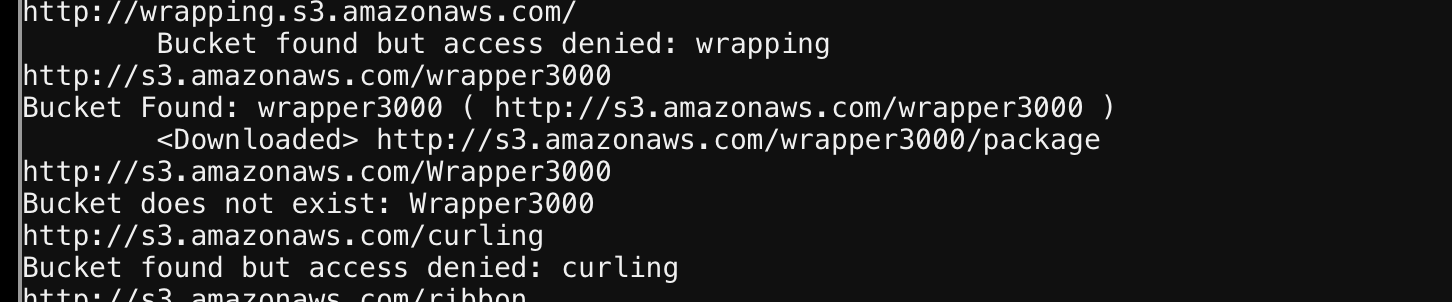 http://wrapping.s3.amazonaws.com/
Bucket found but access denied: wrapping
http://s3.amazonaws.com/wrapper3000
Bucket Found: wrapper3000 ( http://s3.amazonaws.com/wrapper3000 )
<Downloaded> http://s3.amazonaws.com/wrapper3000/package
http://s3.amazonaws.com/Wrapper3000
Bucket does not exist: Wrapper3000
http://s3.amazonaws.com/curling
Bucket found but access denied: curling
http://s3.amazonaws.com/ribbon